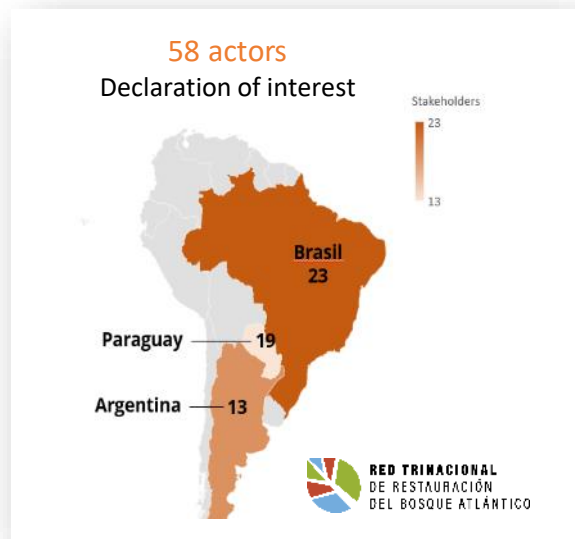 58 actors
Declaration of interest
Stakeholders
23
13
Brasil
23
Paraguay
19
Argentina
13
RED TRINACIONAL
DE RESTAURACIÓN
DEL BOSQUE ATLÁNTICO